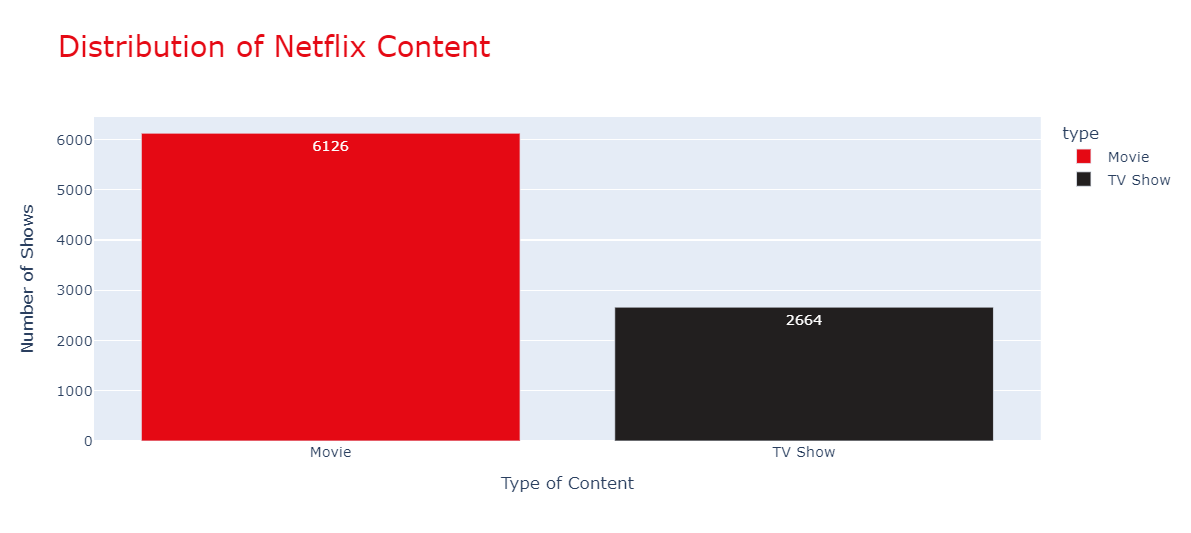 Distribution of Netflix Content
Number of Shows
6000
5000
4000
3000
2000
1000
0
6126
2664
Movie
TV Show
Type of Content
type
Movie
TV Show